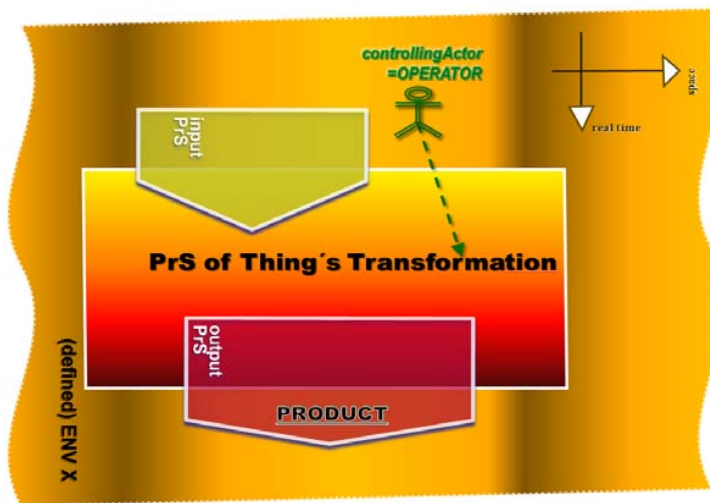 controllingActor
=OPERATOR
space
real time
input
PrS
PrS of Thing´s Transformation
output
PrS
PRODUCT
(defined) ENV X